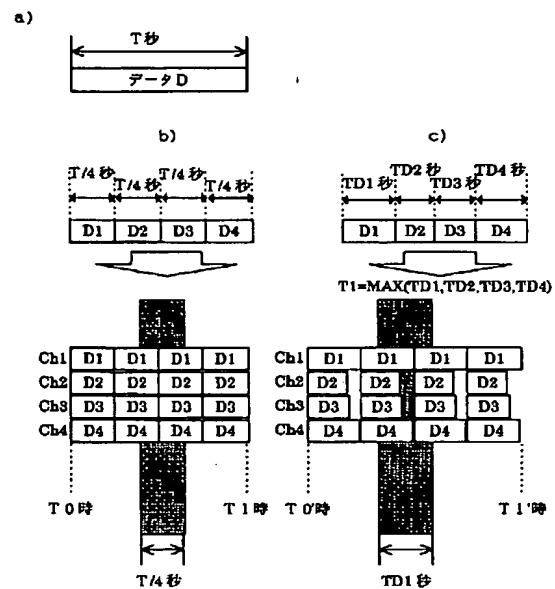 a)
T秒
データD
b)
c)
T/4秒 T/4秒 T/4秒 T/4秒
TD1秒 TD2秒 TD3秒 TD4秒
D1 D2 D3 D4
D1 D2 D3 D4
T1=MAX(TD1,TD2,TD3,TD4)
Ch1 D1 D1 D1 D1
Ch2 D2 D2 D2 D2
Ch3 D3 D3 D3 D3
Ch4 D4 D4 D4 D4
Ch1 D1 D1 D1 D1
Ch2 D2 D2 D2 D2
Ch3 D3 D3 D3 D3
Ch4 D4 D4 D4 D4
T0時 T1時
T0'時 T1'時
T/4秒
TD1秒